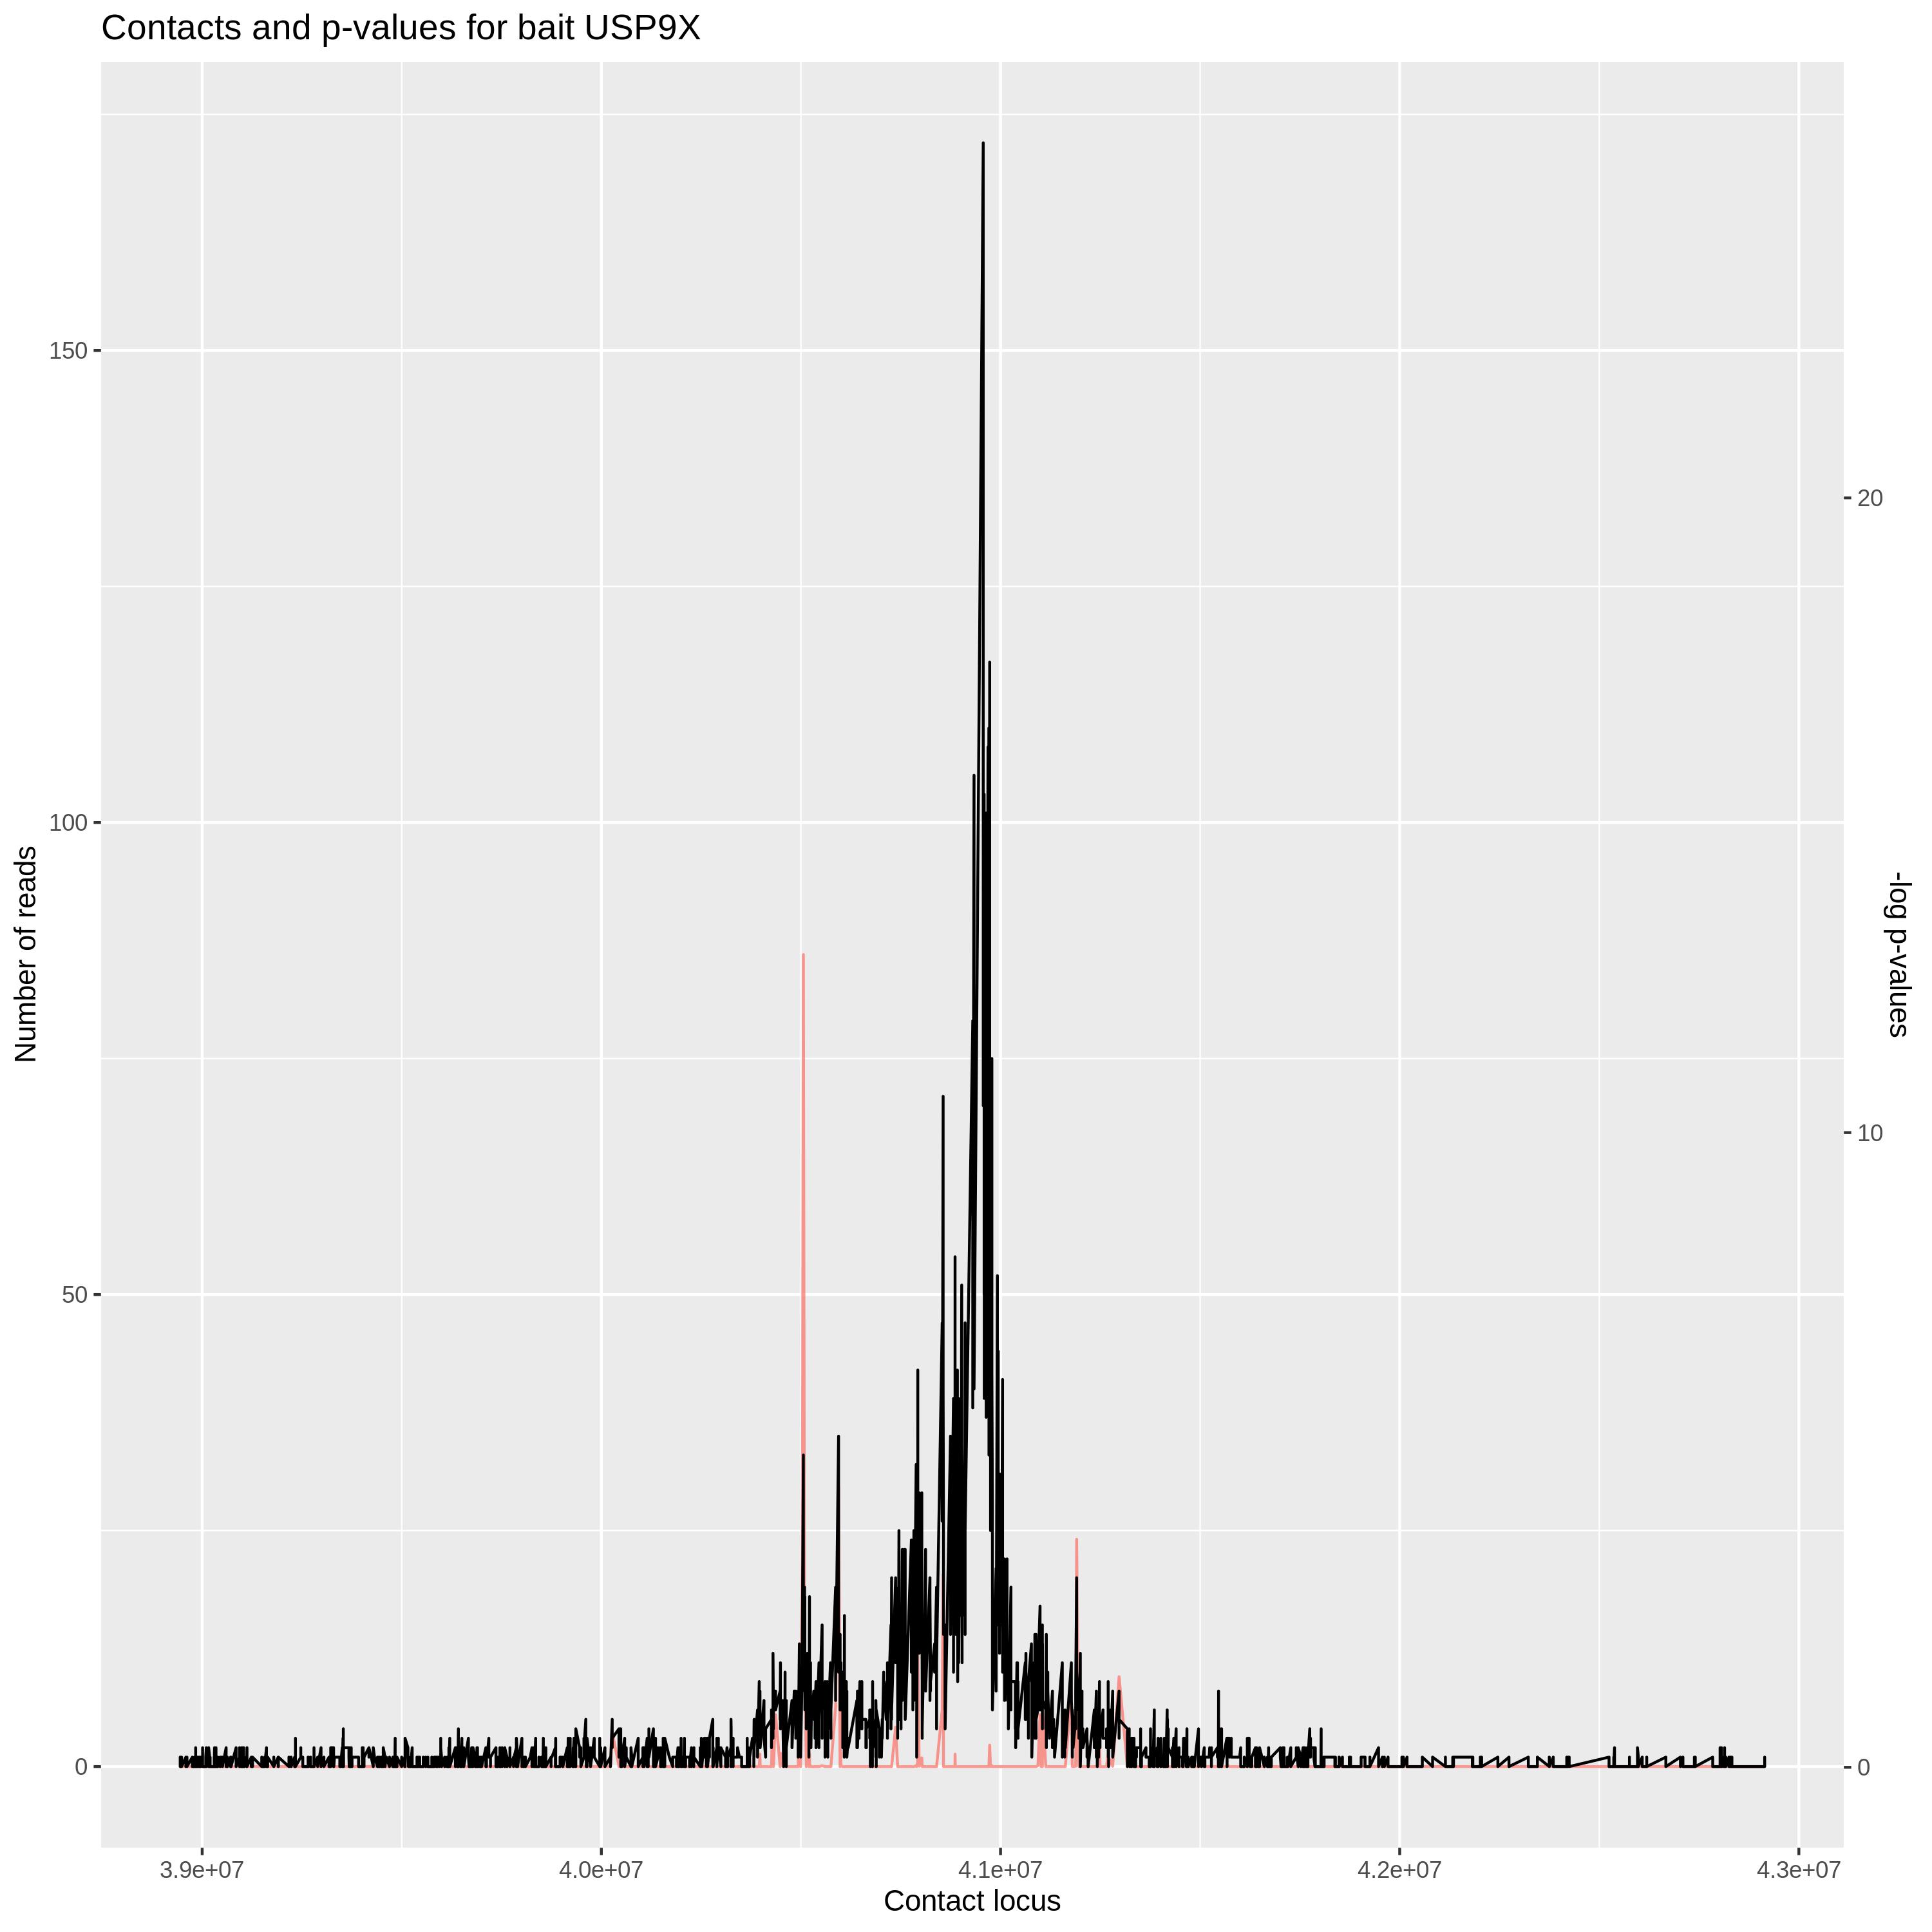 Contacts and p-values for bait USP9X
150
100
50
0
Number of reads
20
10
0
-log p-values
3.9e+07
4.0e+07
4.1e+07
4.2e+07
4.3e+07
Contact locus